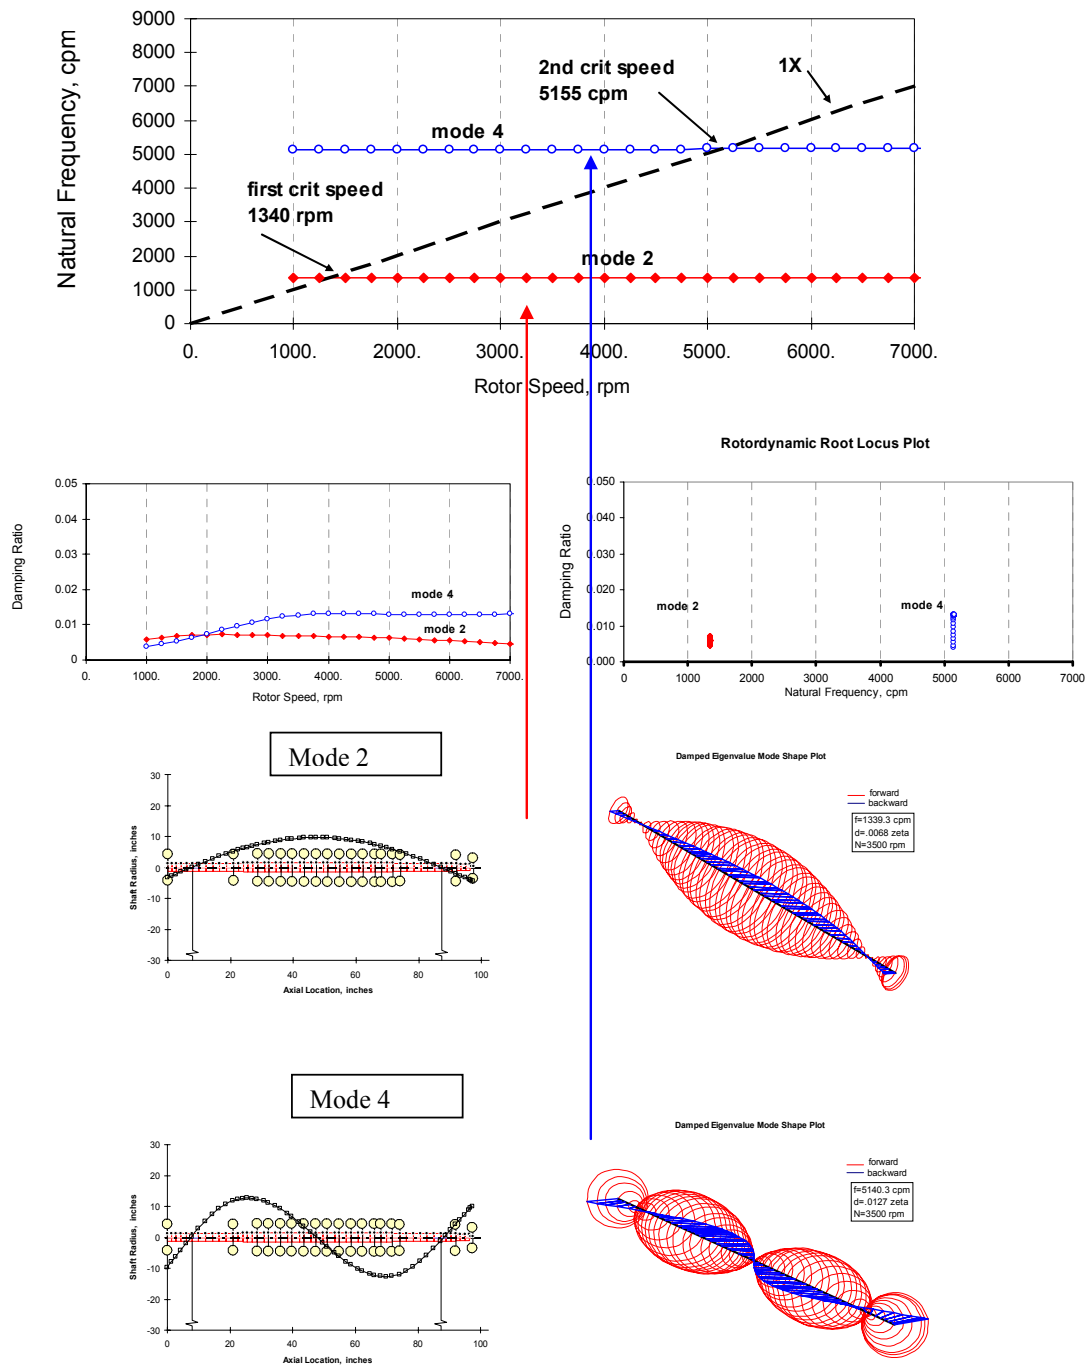 9000
8000
7000
6000
5000
4000
3000
2000
1000
0
Natural Frequency, cpm
2nd crit speed
5155 cpm
1X
mode 4
first crit speed
1340 rpm
mode 2
0. 1000. 2000. 3000. 4000. 5000. 6000. 7000.
Rotor Speed, rpm
0.05
0.04
0.03
0.02
0.01
0
Damping Ratio
mode 4
mode 2
0. 1000. 2000. 3000. 4000. 5000. 6000. 7000.
Rotor Speed, rpm
Rotordynamic Root Locus Plot
0.050
0.040
0.030
0.020
0.010
0.000
Damping Ratio
mode 2
mode 4
0 1000 2000 3000 4000 5000 6000 7000
Natural Frequency, cpm
Mode 2
30
20
10
0
-10
-20
-30
Shaft Radius, inches
0 20 40 60 80 100
Axial Location, inches
Damped Eigenvalue Mode Shape Plot
forward
backward
f=1339.3 cpm
d=.0068 zeta
N=3500 rpm
Mode 4
30
20
10
0
-10
-20
-30
Shaft Radius, inches
0 20 40 60 80 100
Axial Location, inches
Damped Eigenvalue Mode Shape Plot
forward
backward
f=5140.3 cpm
d=.0127 zeta
N=3500 rpm